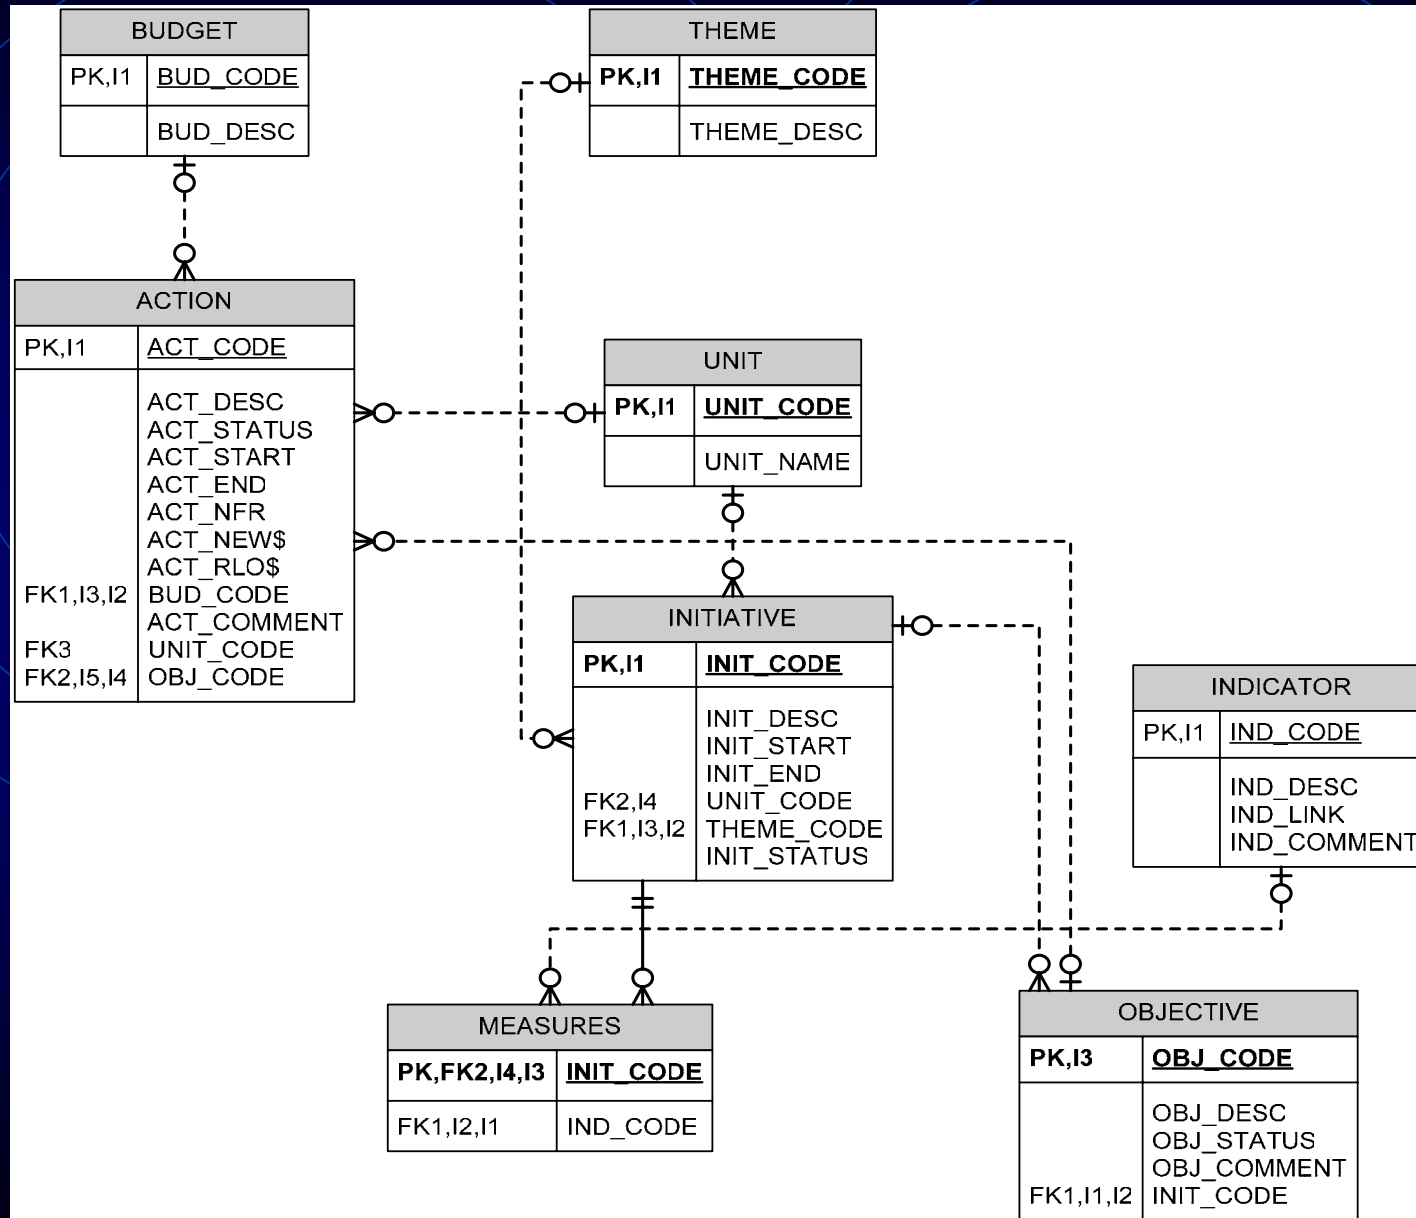 BUDGET
PK,I1 BUD_CODE
BUD_DESC
THEME
PK,I1 THEME_CODE
THEME_DESC
ACTION
PK,I1 ACT_CODE
ACT_DESC
ACT_STATUS
ACT_START
ACT_END
ACT_NFR
ACT_NEW$
ACT_RLO$
FK1,I3,I2 BUD_CODE
ACT_COMMENT
FK3 UNIT_CODE
FK2,I5,I4 OBJ_CODE
UNIT
PK,I1 UNIT_CODE
UNIT_NAME
INITIATIVE
PK,I1 INIT_CODE
INIT_DESC
INIT_START
INIT_END
FK2,I4 UNIT_CODE
FK1,I3,I2 THEME_CODE
INIT_STATUS
INDICATOR
PK,I1 IND_CODE
IND_DESC
IND_LINK
IND_COMMENT
MEASURES
PK,FK2,I4,I3 INIT_CODE
FK1,I2,I1 IND_CODE
OBJECTIVE
PK,I3 OBJ_CODE
OBJ_DESC
OBJ_STATUS
OBJ_COMMENT
FK1,I1,I2 INIT_CODE